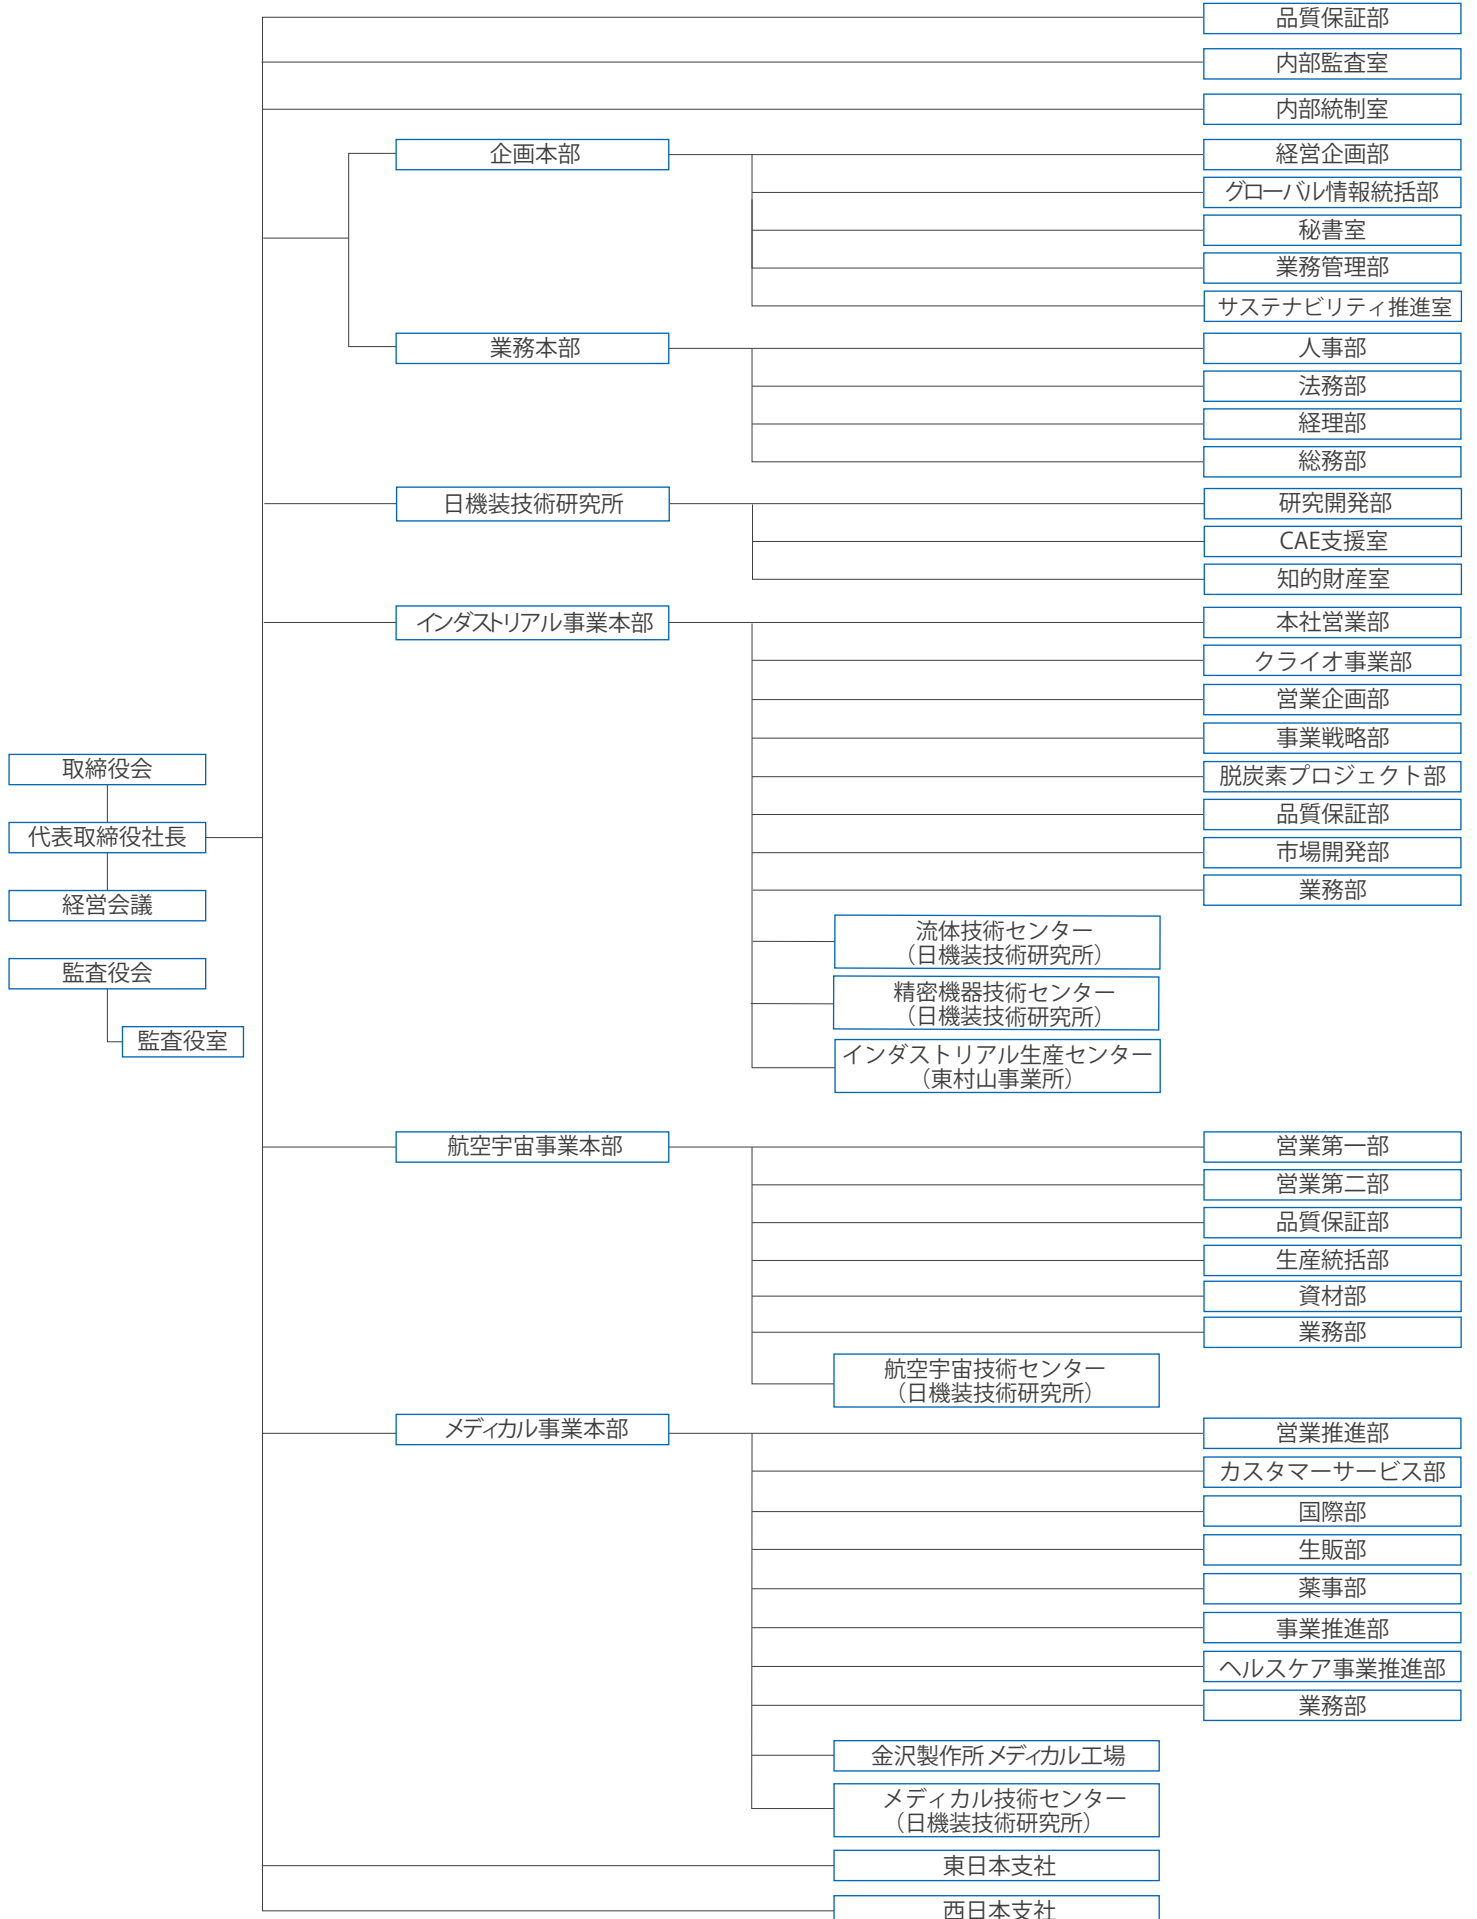 品質保証部
内部監査室
内部統制室
企画本部
経営企画部
グローバル情報統括部
秘書室
業務管理部
サステナビリティ推進室
業務本部
人事部
法務部
経理部
総務部
日機装技術研究所
研究開発部
CAE支援室
知的財産室
インダストリアル事業本部
本社営業部
クライオ事業部
営業企画部
事業戦略部
脱炭素プロジェクト部
品質保証部
市場開発部
業務部
流体技術センター
（日機装技術研究所）
精密機器技術センター
（日機装技術研究所）
インダストリアル生産センター
（東村山事業所）
取締役会
代表取締役社長
経営会議
監査役会
監査役室
航空宇宙事業本部
営業第一部
営業第二部
品質保証部
生産統括部
資材部
業務部
航空宇宙技術センター
（日機装技術研究所）
メディカル事業本部
営業推進部
カスタマーサービス部
国際部
生販部
薬事部
事業推進部
ヘルスケア事業推進部
業務部
金沢製作所 メディカル工場
メディカル技術センター
（日機装技術研究所）
東日本支社
西日本支社